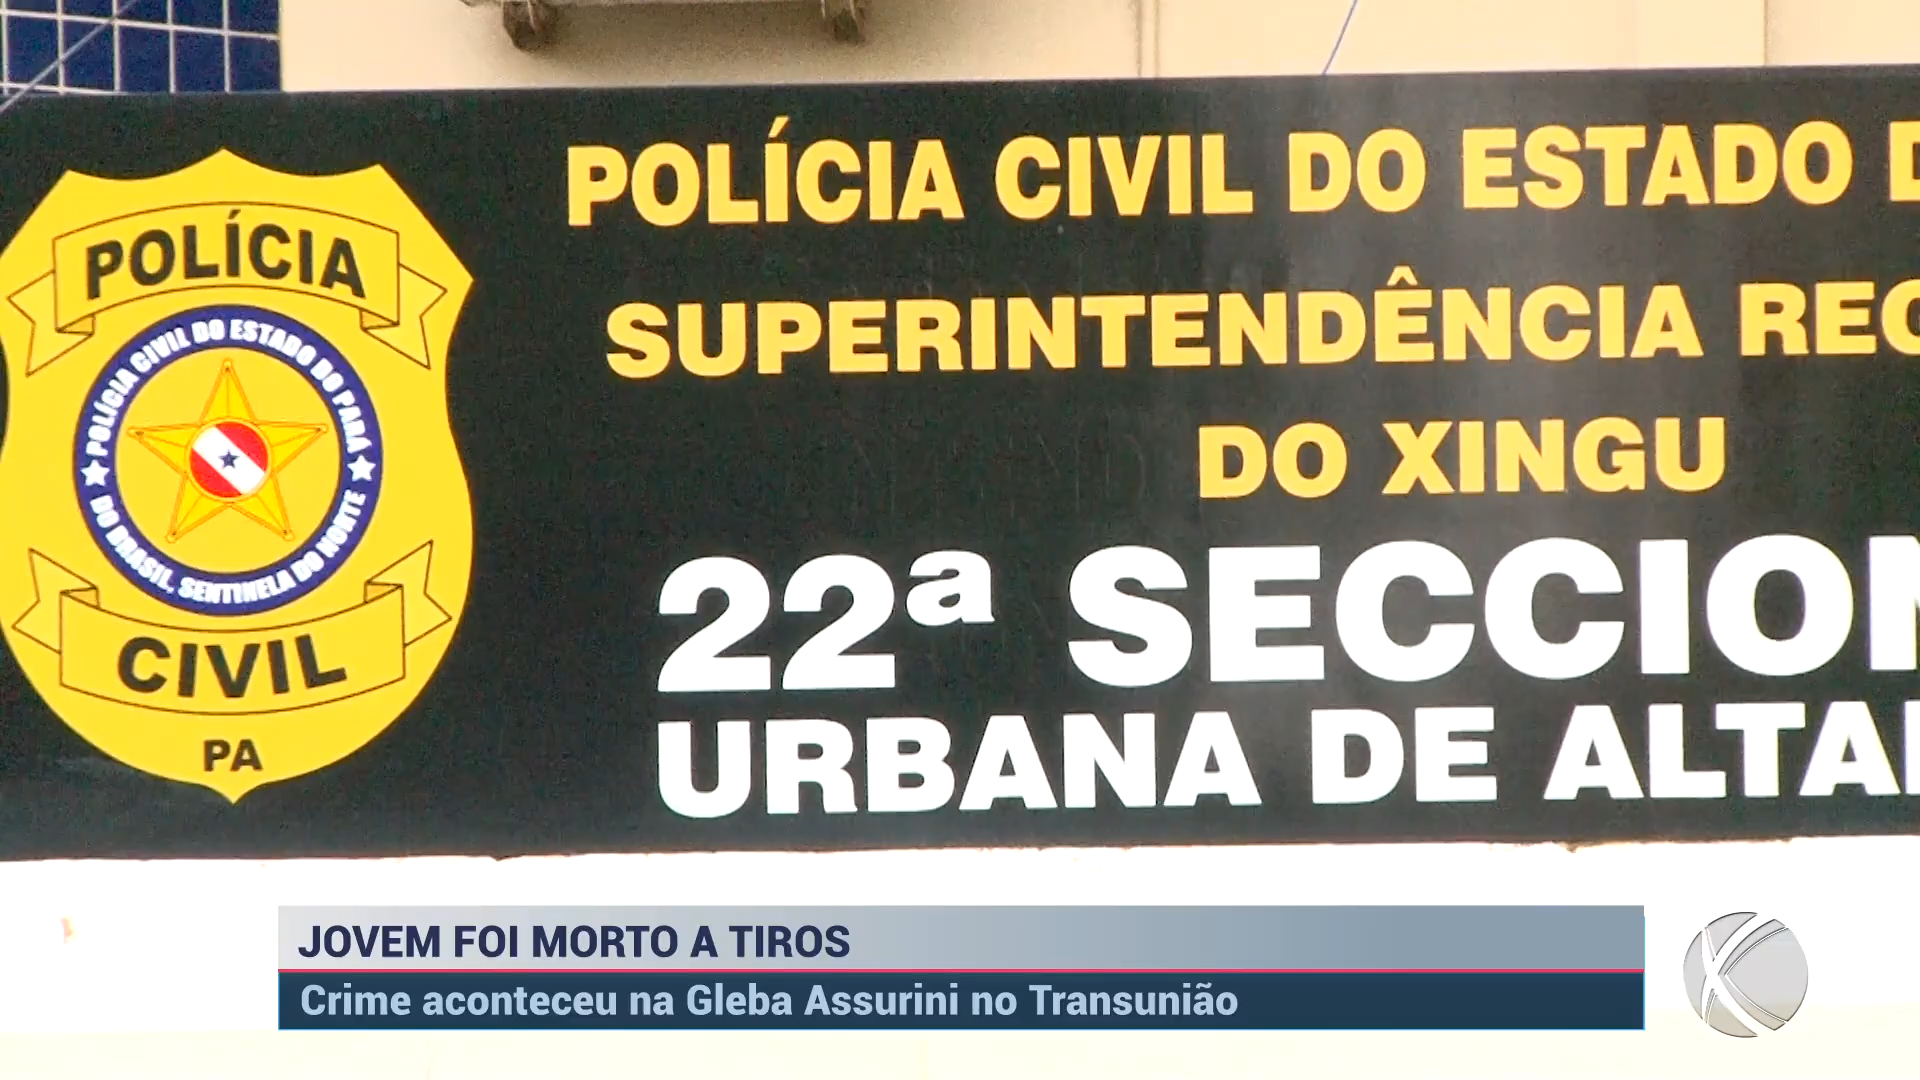 POLÍCIA
POLÍCIA CIVIL DO ESTADO DO PARÁ
DO BRASIL, SENTINELA DO NORTE
CIVIL
PA
POLÍCIA CIVIL DO ESTADO D
SUPERINTENDÊNCIA REG
DO XINGU
22ª SECCION
URBANA DE ALTA
JOVEM FOI MORTO A TIROS
Crime aconteceu na Gleba Assurini no Transunião